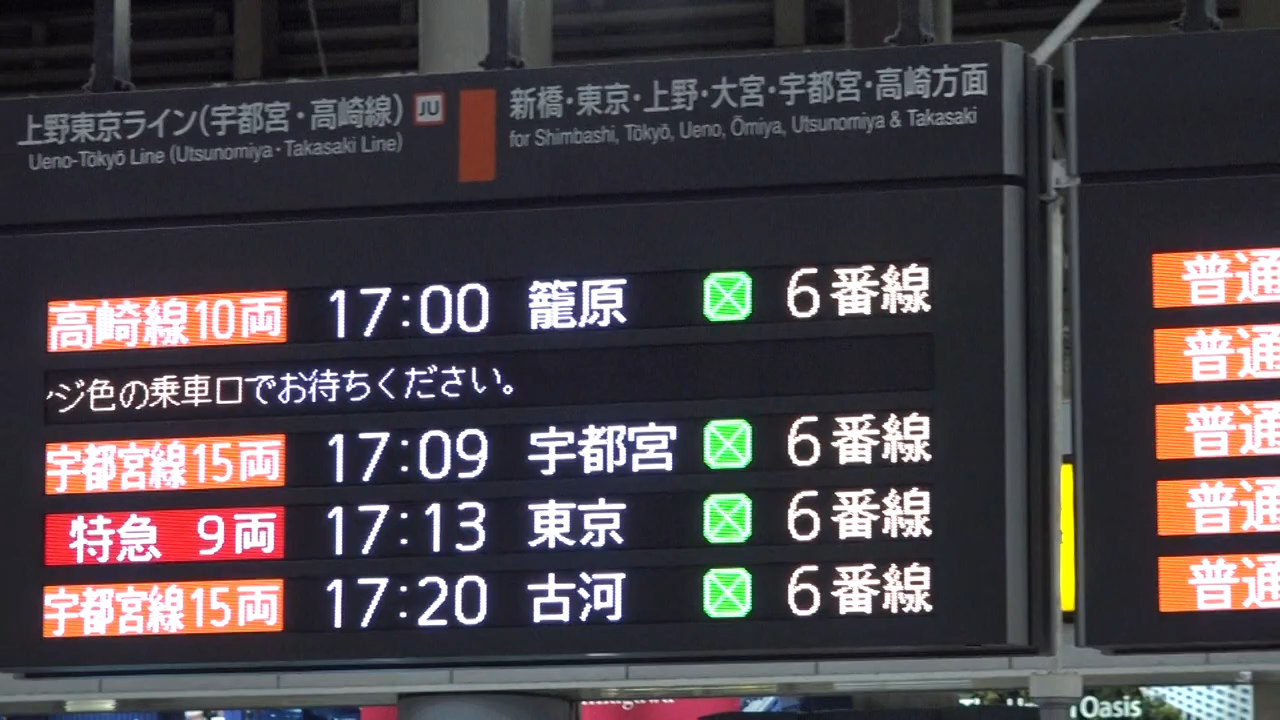 上野東京ライン(宇都宮・高崎線) JU
Ueno-Tōkyō Line (Utsunomiya・Takasaki Line)
新橋・東京・上野・大宮・宇都宮・高崎方面
for Shimbashi, Tōkyō, Ueno, Ōmiya, Utsunomiya & Takasaki
高崎線10両 17:00 籠原 6番線
ジ色の乗車口でお待ちください。
宇都宮線15両 17:09 宇都宮 6番線
特急 9両 17:13 東京 6番線
宇都宮線15両 17:20 古河 6番線
普通
普通
普通
普通
普通
Oasis